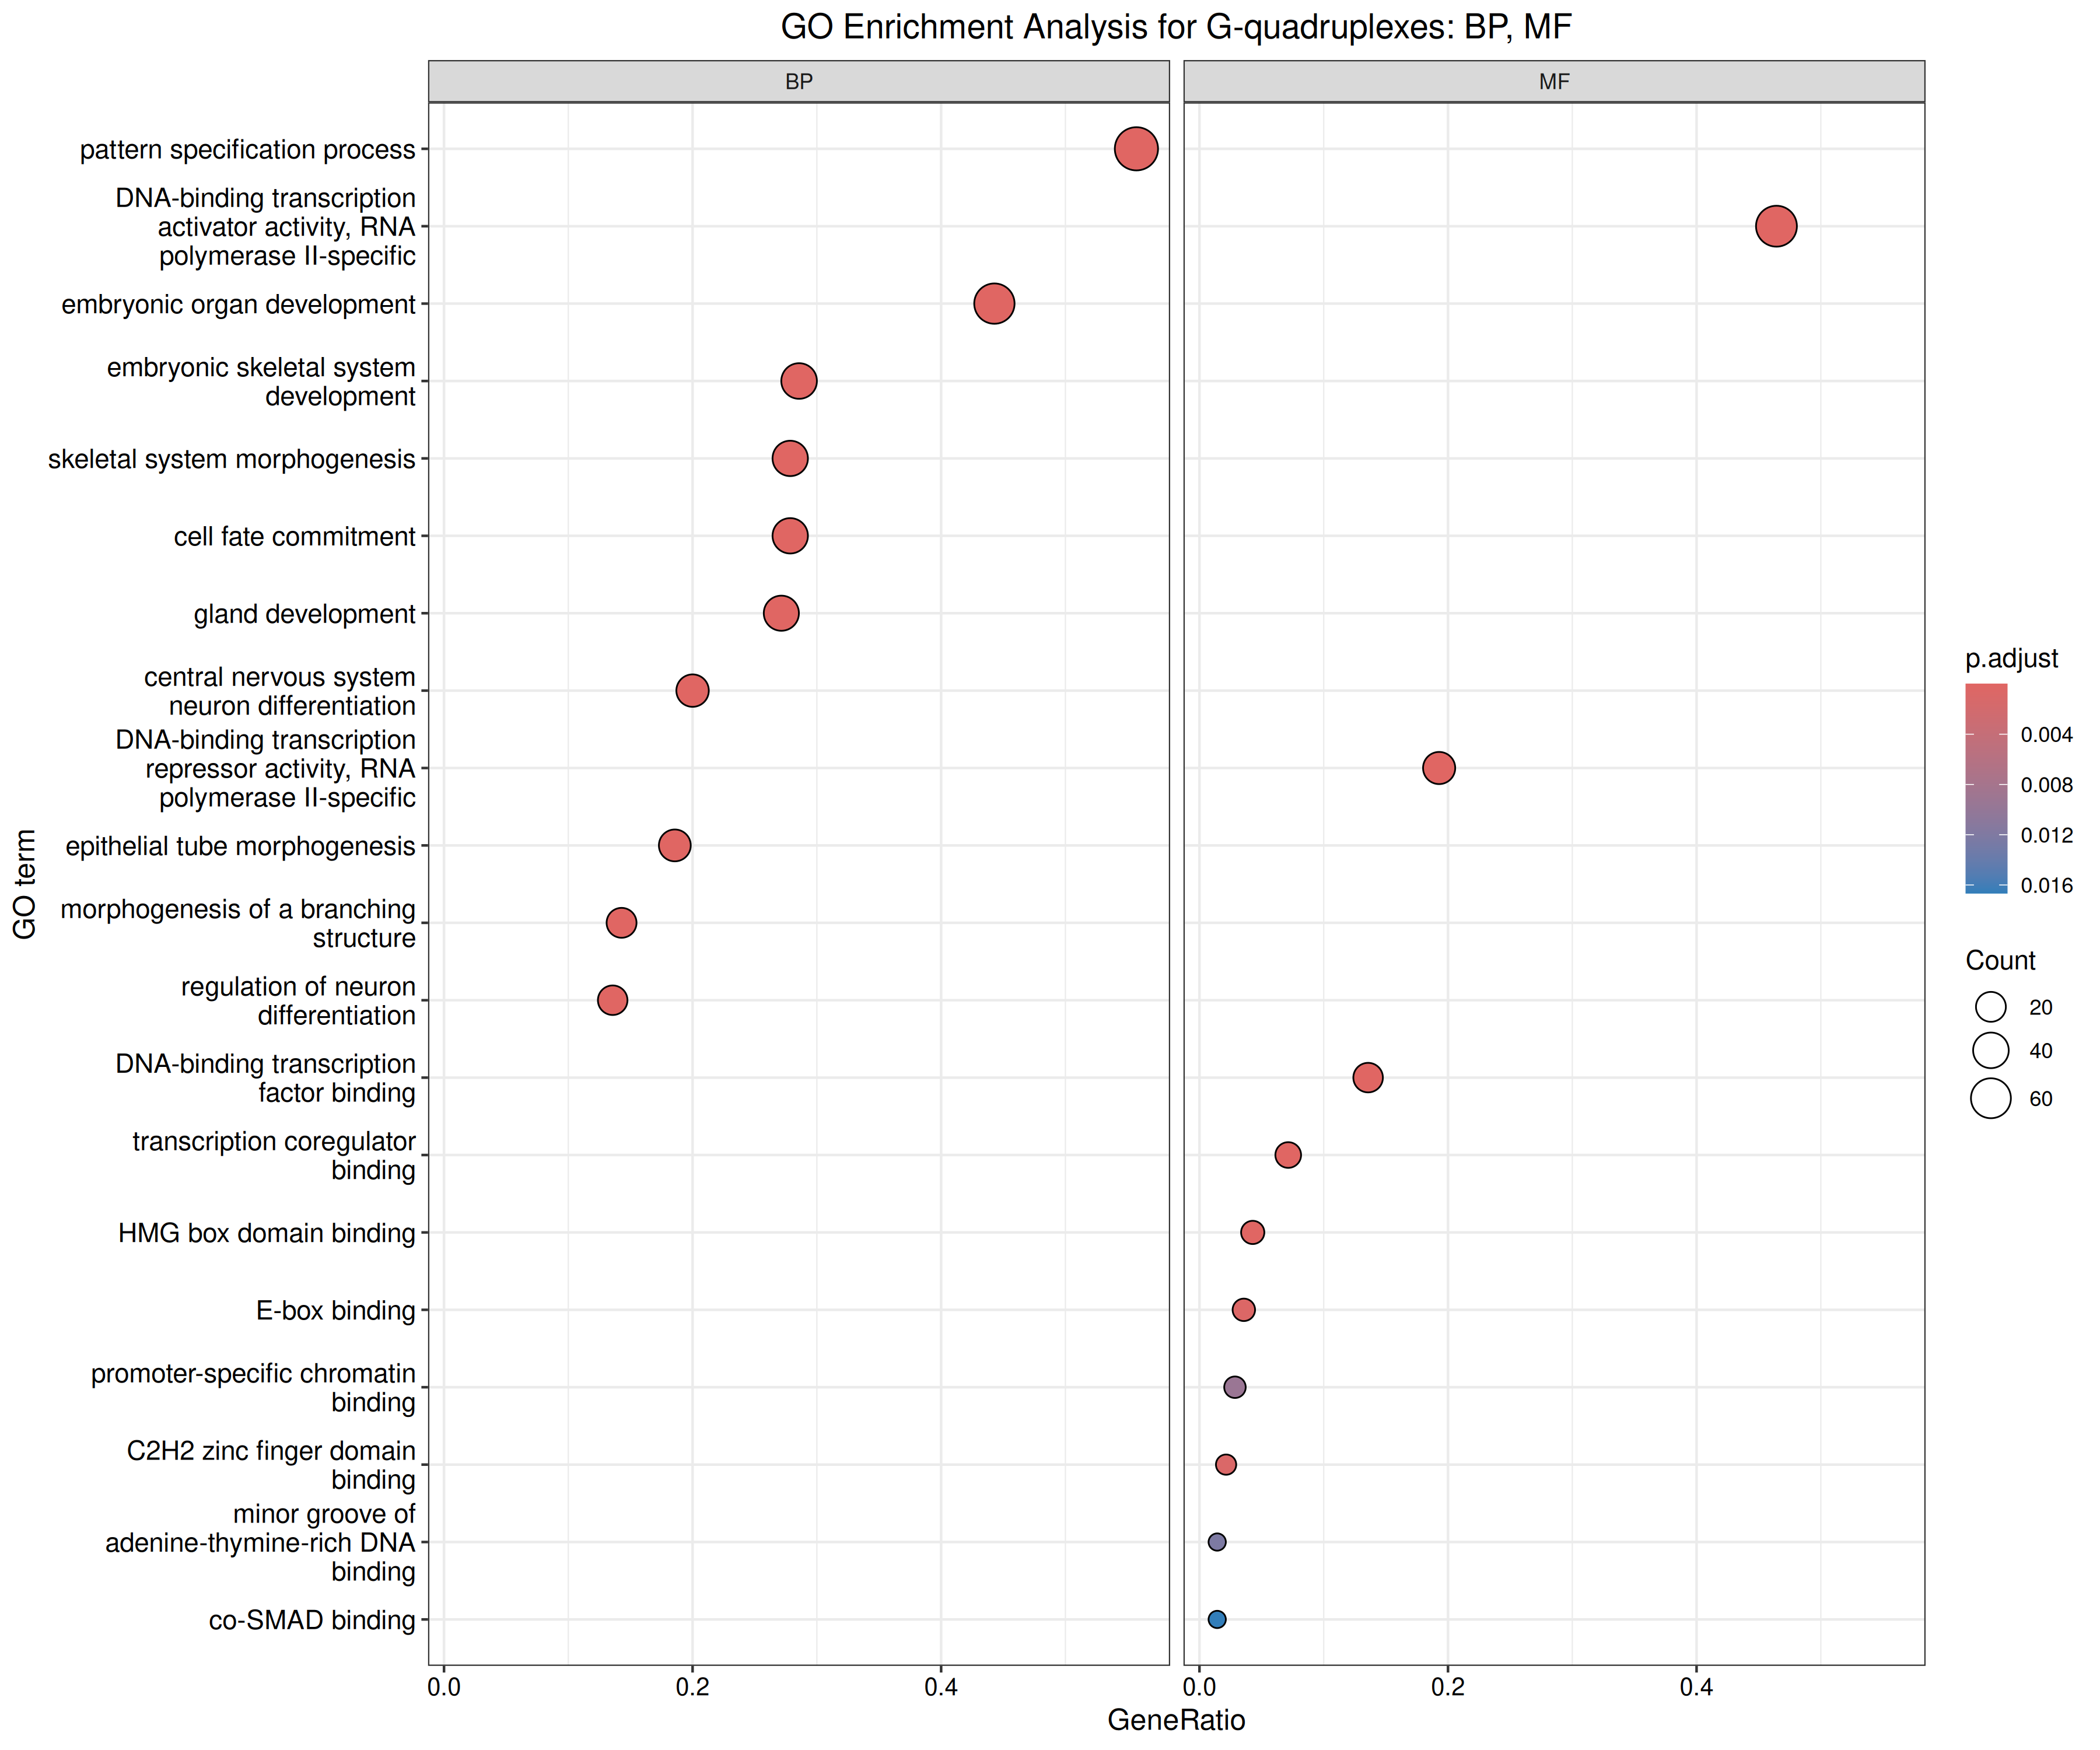 GO Enrichment Analysis for G-quadruplexes: BP, MF
BP
MF
pattern specification process
DNA-binding transcription
activator activity, RNA
polymerase II-specific
embryonic organ development
embryonic skeletal system
development
skeletal system morphogenesis
cell fate commitment
gland development
central nervous system
neuron differentiation
DNA-binding transcription
repressor activity, RNA
polymerase II-specific
epithelial tube morphogenesis
morphogenesis of a branching
structure
regulation of neuron
differentiation
DNA-binding transcription
factor binding
transcription coregulator
binding
HMG box domain binding
E-box binding
promoter-specific chromatin
binding
C2H2 zinc finger domain
binding
minor groove of
adenine-thymine-rich DNA
binding
co-SMAD binding
GO term
0.0
0.2
0.4
0.0
0.2
0.4
GeneRatio
p.adjust
0.004
0.008
0.012
0.016
Count
20
40
60